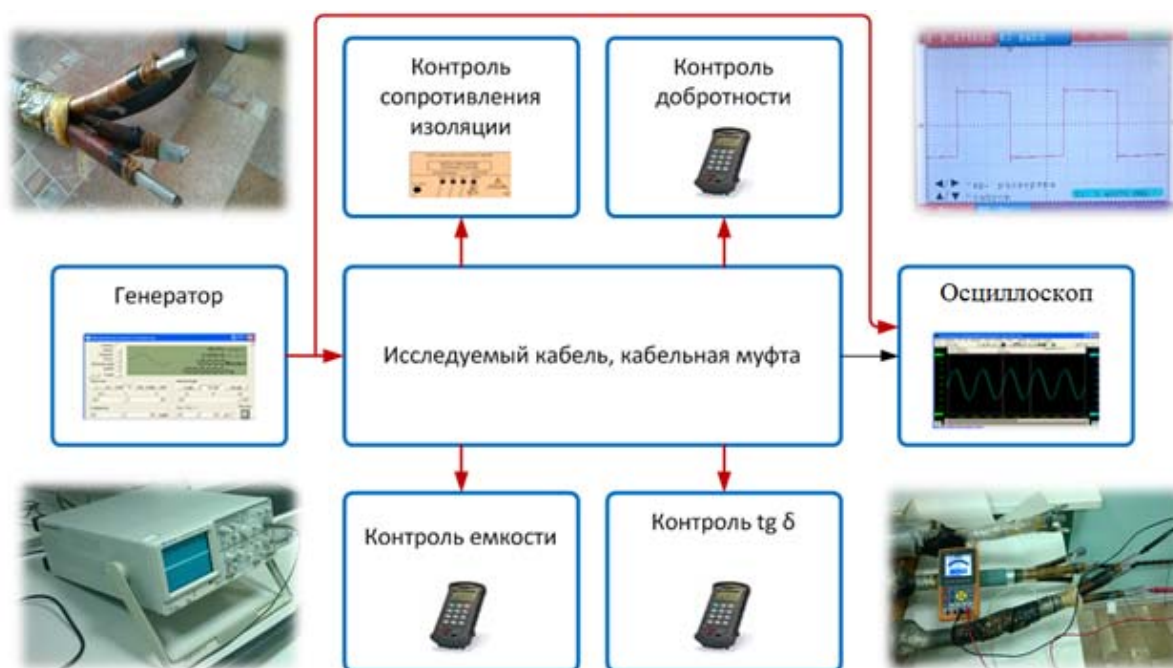 Контроль
сопротивления
изоляции
Контроль
добротности
Генератор
Исследуемый кабель, кабельная муфта
Осциллоскоп
Контроль емкости
Контроль tg δ